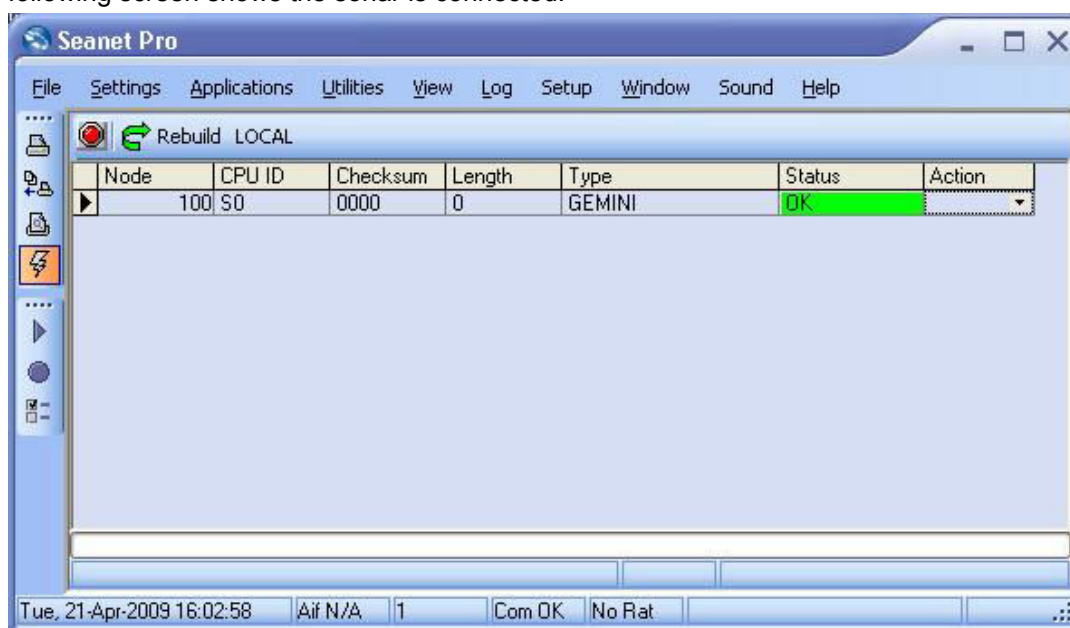 following screen shows the serial is connected.
Seanet Pro
File Settings Applications Utilities View Log Setup Window Sound Help
Rebuild LOCAL
Node CPU ID Checksum Length Type Status Action
100 S0 0000 0 GEMINI OK
Tue, 21-Apr-2009 16:02:58 Aif N/A 1 Com OK No Rat